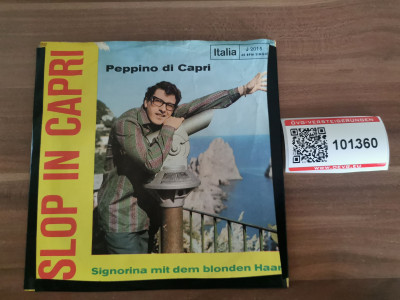 SLOP IN CAPRI
Peppino di Capri
Italia
Signorina mit dem blonden Haar
101360